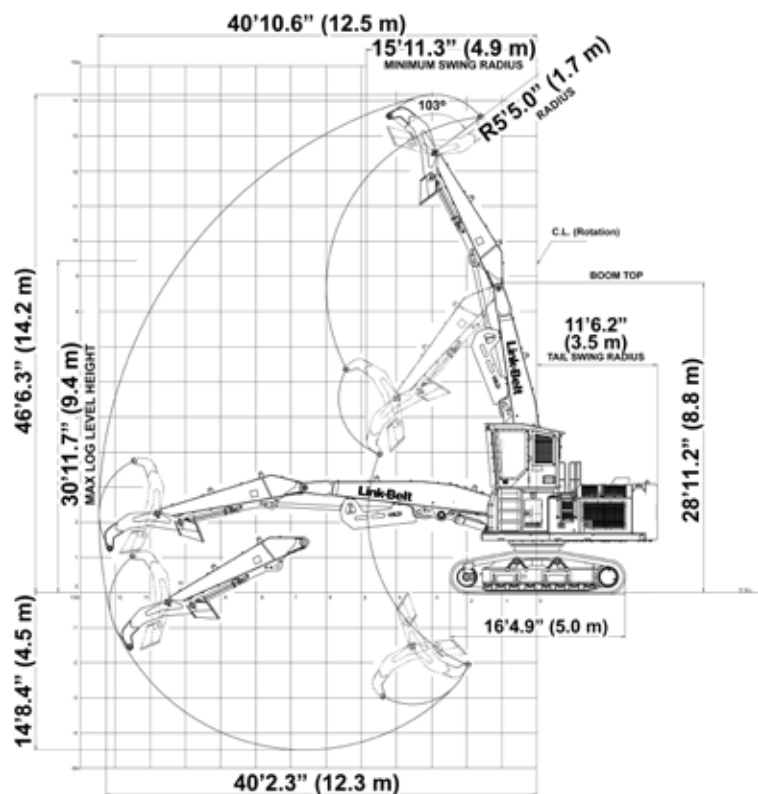 40'10.6" (12.5 m)
15'11.3" (4.9 m)
MINIMUM SWING RADIUS
R5'5.0" (1.7 m)
RADIUS
103º
C.L. (Rotation)
BOOM TOP
11'6.2"
(3.5 m)
TAIL SWING RADIUS
46'6.3" (14.2 m)
30'11.7" (9.4 m)
MAX LOG LEVEL HEIGHT
28'11.2" (8.8 m)
Link-Belt
Link-Belt
16'4.9" (5.0 m)
14'8.4" (4.5 m)
40'2.3" (12.3 m)